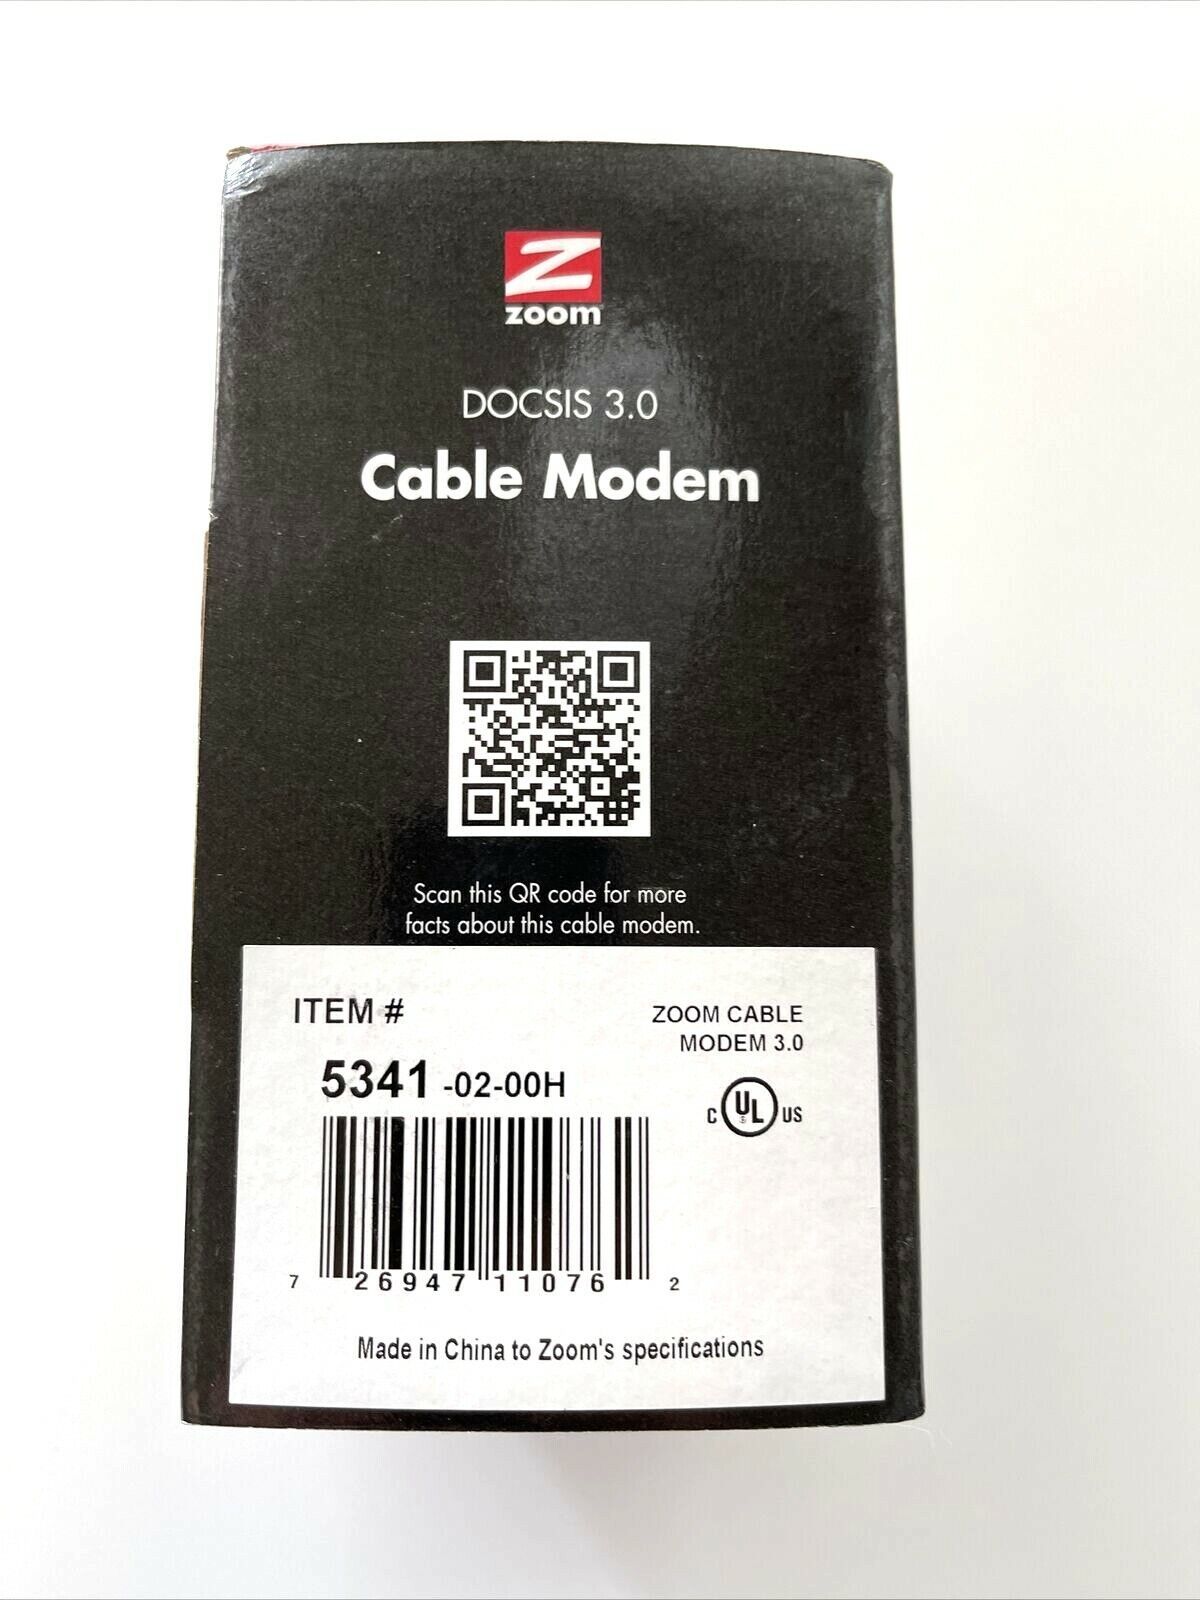 Z
zoom
DOCSIS 3.0
Cable Modem
Scan this QR code for more
facts about this cable modem.
ITEM #
ZOOM CABLE
MODEM 3.0
5341 -02-00H
C UL US
7 26947 11076 2
Made in China to Zoom's specifications